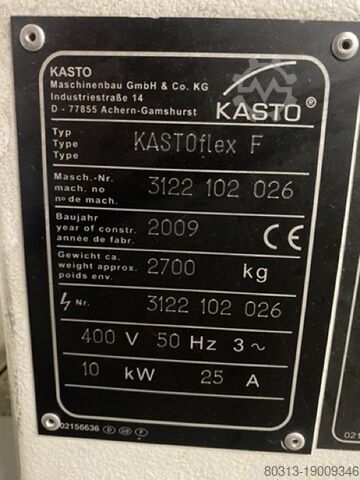 KASTO
Maschinenbau GmbH & Co. KG
Industriestraße 14
D - 77855 Achern-Gamshurst
KASTO®
Typ
Type
Type
KASTOflex F
Masch.-Nr.
mach. no
no de mach.
3122 102 026
Baujahr
year of constr.
année de fabr.
2009
CE
Gewicht ca.
weight approx.
poids env.
2700 kg
Nr. 3122 102 026
400 V 50 Hz 3 ~
10 kW 25 A
02156636 D GB F
02
80313-19009346